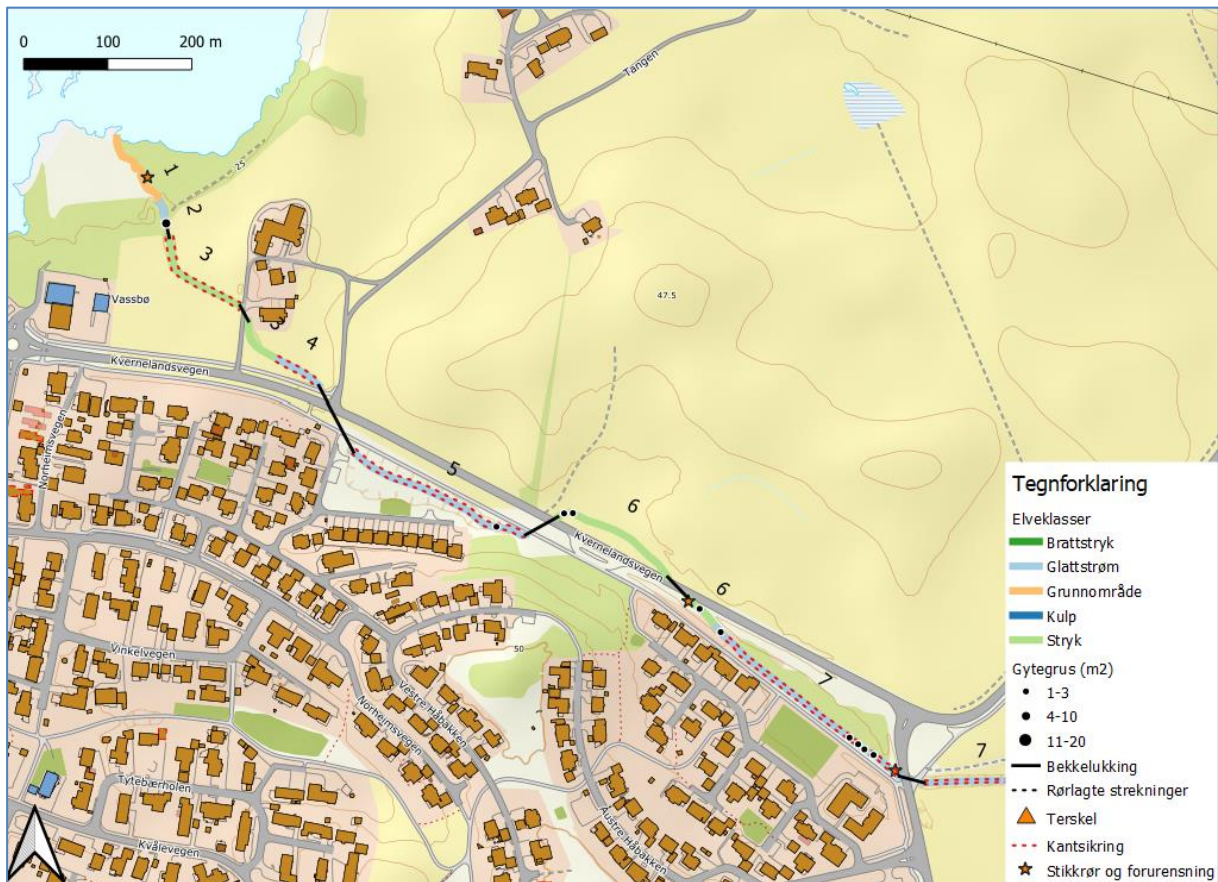 0 100 200 m
Tangen
1
25
2
3
47.5
Vassbø
3
4
Kvernelandsvegen
Norheimsvegen
5
6
Kvernelandsvegen
6
Vinkelvegen
50
Vestre Håbakken
Norheimsvegen
7
7
Tytebærholen
Austre Håbakken
Kvålevegen
Tegnforklaring
Elveklasser
Brattstryk
Glattstrøm
Grunnområde
Kulp
Stryk
Gytegrus (m2)
1-3
4-10
11-20
Bekkelukking
Rørlagte strekninger
Terskel
Kantsikring
Stikkrør og forurensning